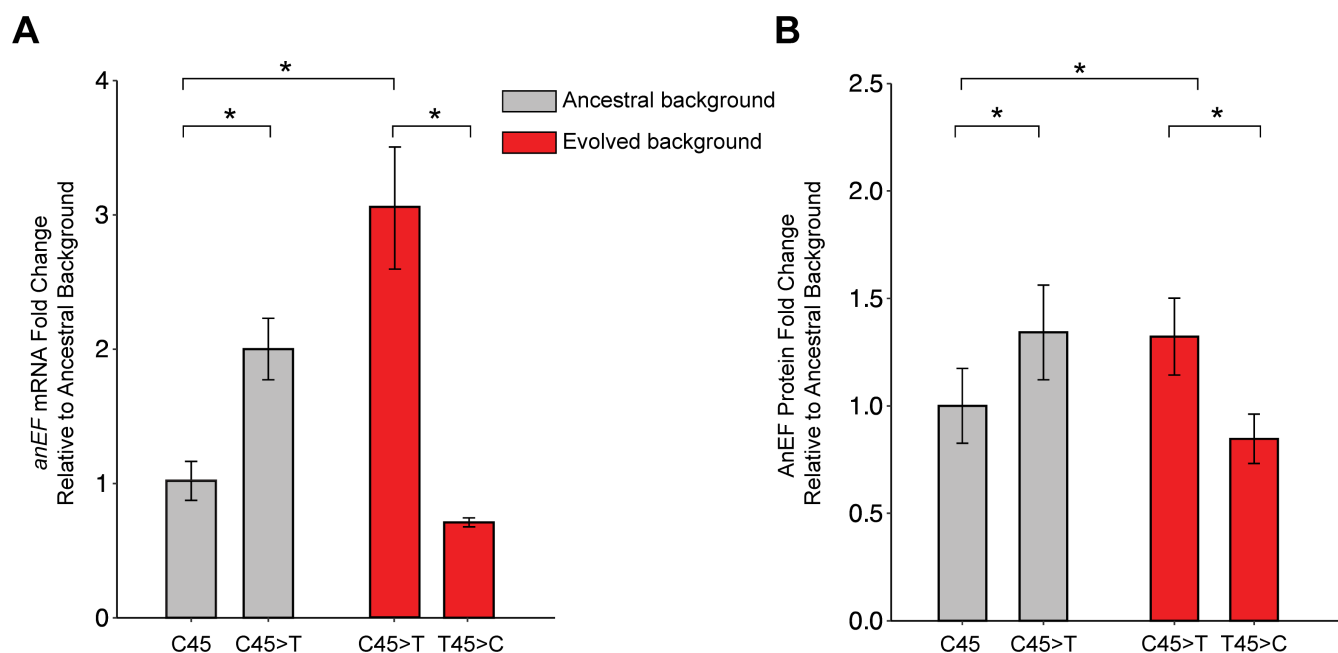 A
anEF mRNA Fold Change
Relative to Ancestral Background
4
3
2
1
0
*
*
*
Ancestral background
Evolved background
C45
C45>T
C45>T
T45>C
B
AnEF Protein Fold Change
Relative to Ancestral Background
2.5
2.0
1.5
1.0
0.5
0.0
*
*
*
C45
C45>T
C45>T
T45>C